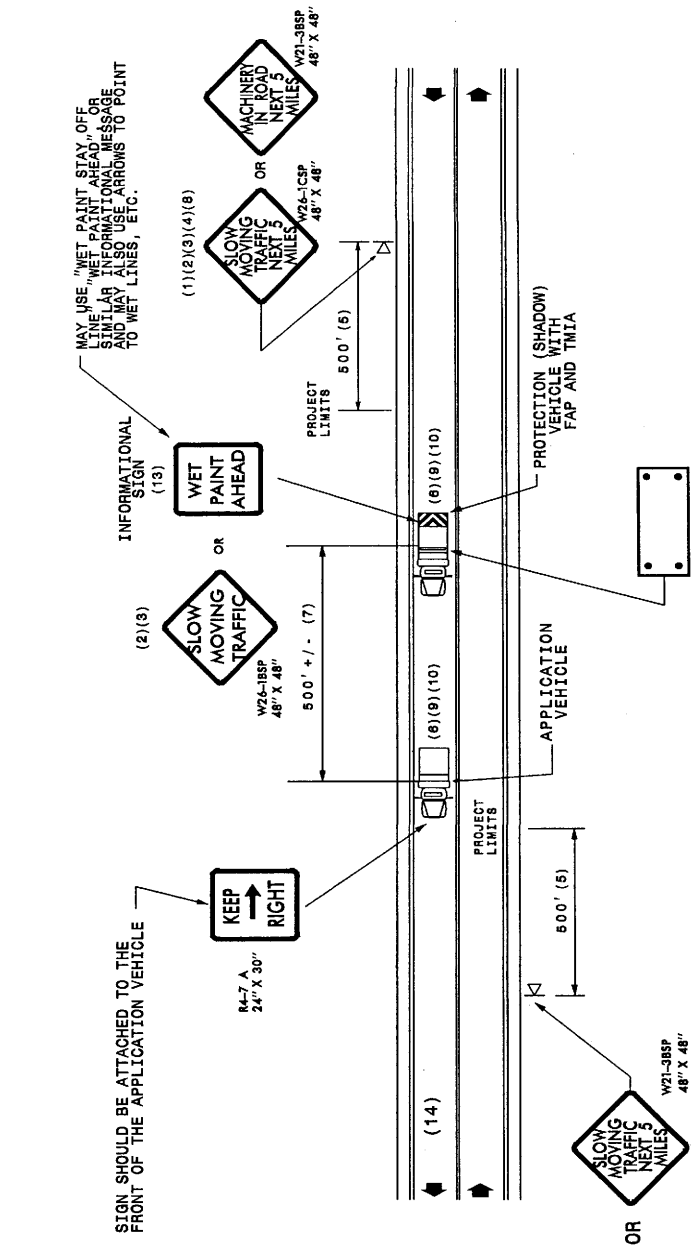 SIGN SHOULD BE ATTACHED TO THE
FRONT OF THE APPLICATION VEHICLE
KEEP
RIGHT
R4-7 A
24" X 30"
(2)(3)
SLOW
MOVING
TRAFFIC
W26-1BSP
48" X 48"
OR
INFORMATIONAL
SIGN
(13)
WET
PAINT
AHEAD
MAY USE "WET PAINT STAY OFF
LINE", "WET PAINT AHEAD", OR
SIMILAR INFORMATIONAL MESSAGE
AND MAY ALSO USE ARROWS TO POINT
TO WET LINES, ETC.
(1)(2)(3)(4)(8)
SLOW
MOVING
TRAFFIC
NEXT 5
MILES
W26-1CSP
48" X 48"
OR
MACHINERY
IN ROAD
NEXT 5
MILES
W21-3BSP
48" X 48"
500' +/- (7)
PROJECT
LIMITS
500' (5)
(14)
(6)(9)(10)
(6)(9)(10)
PROJECT
LIMITS
500' (5)
APPLICATION
VEHICLE
PROTECTION (SHADOW)
VEHICLE WITH
FAP AND TMIA
OR
SLOW
MOVING
TRAFFIC
NEXT 5
MILES
W21-3BSP
48" X 48"